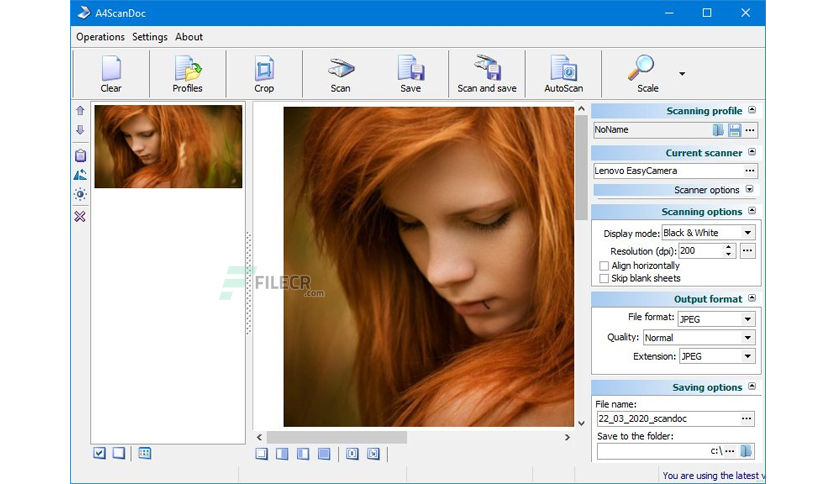 A4ScanDoc
Operations Settings About
Clear Profiles Crop Scan Save Scan and save AutoScan Scale
Scanning profile
NoName
Current scanner
Lenovo EasyCamera
Scanner options
Scanning options
Display mode: Black & White
Resolution (dpi): 200
Align horizontally
Skip blank sheets
FILECR
.com
Output format
File format: JPEG
Quality: Normal
Extension: JPEG
Saving options
File name:
22_03_2020_scandoc
Save to the folder:
c:\
You are using the latest v